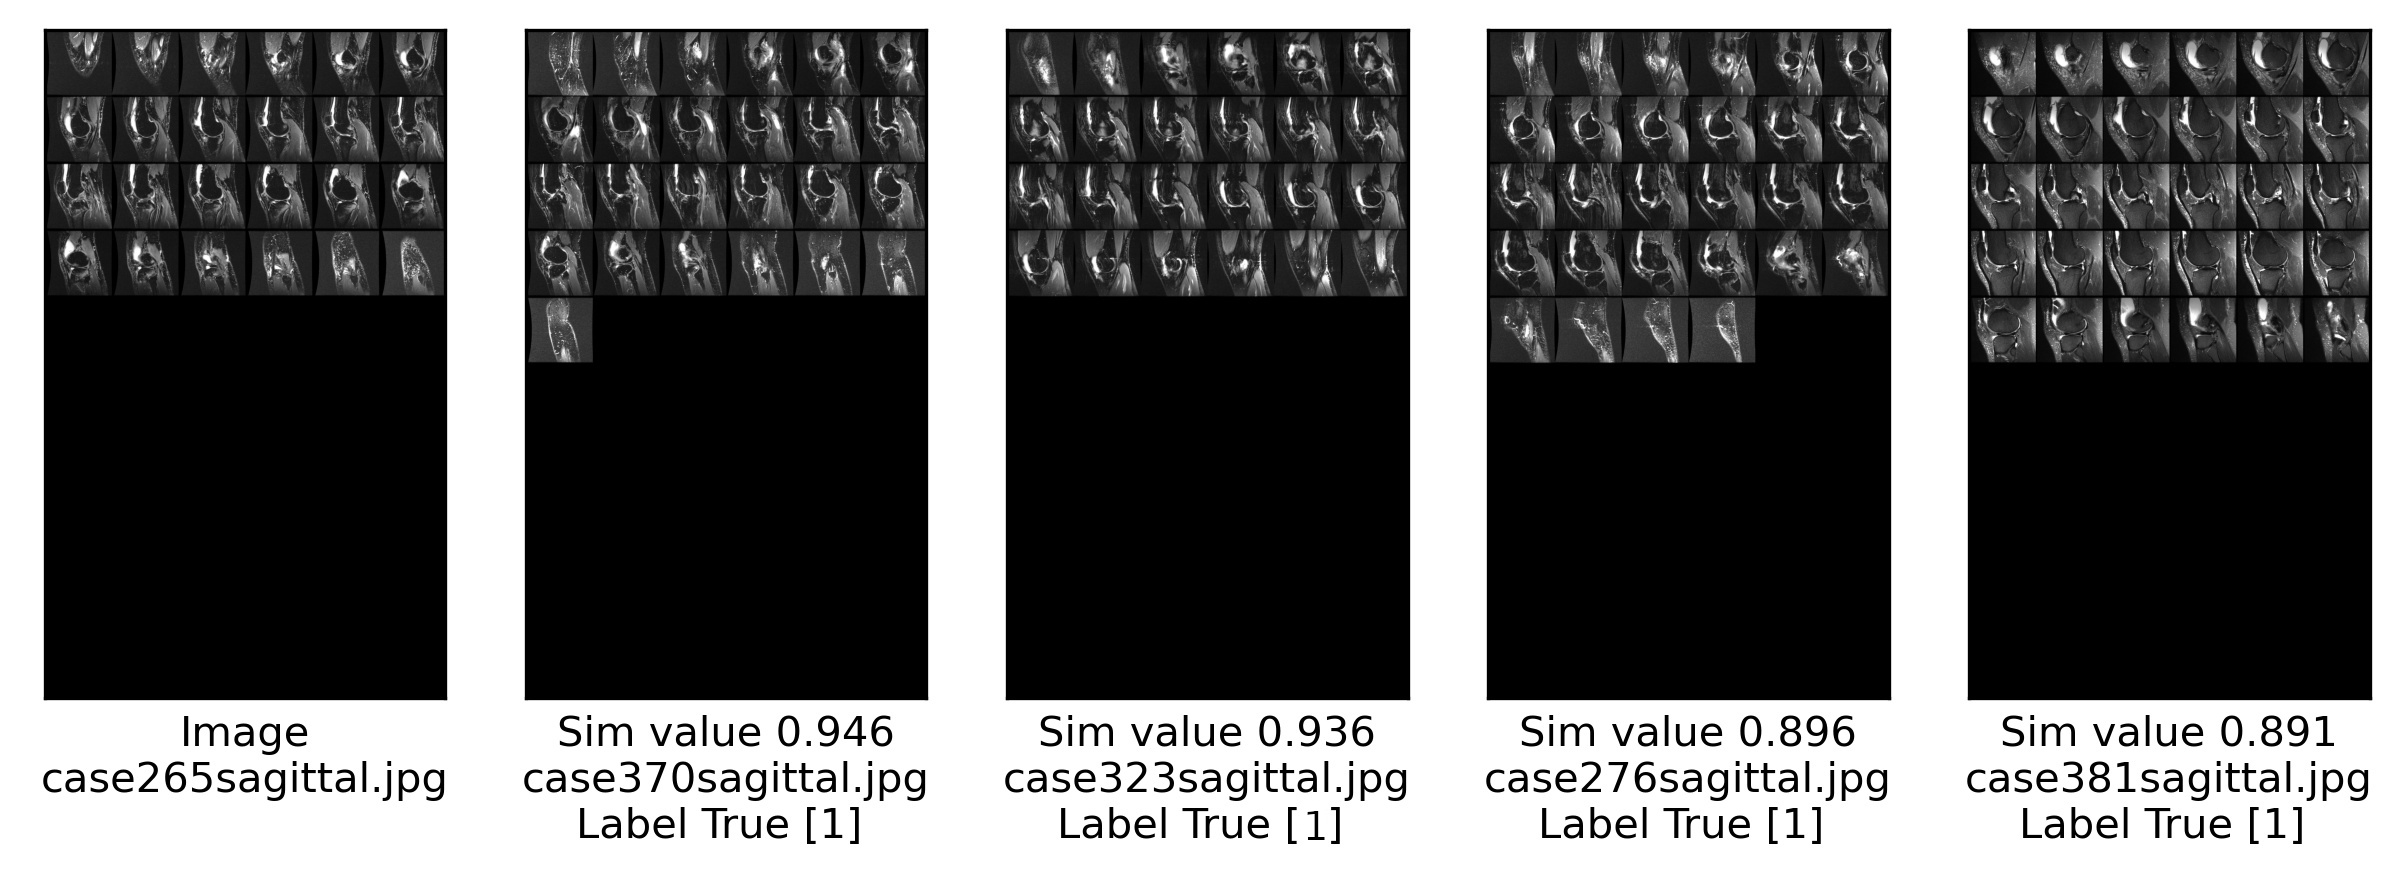 Image
case265sagittal.jpg
Sim value 0.946
case370sagittal.jpg
Label True [1]
Sim value 0.936
case323sagittal.jpg
Label True [1]
Sim value 0.896
case276sagittal.jpg
Label True [1]
Sim value 0.891
case381sagittal.jpg
Label True [1]